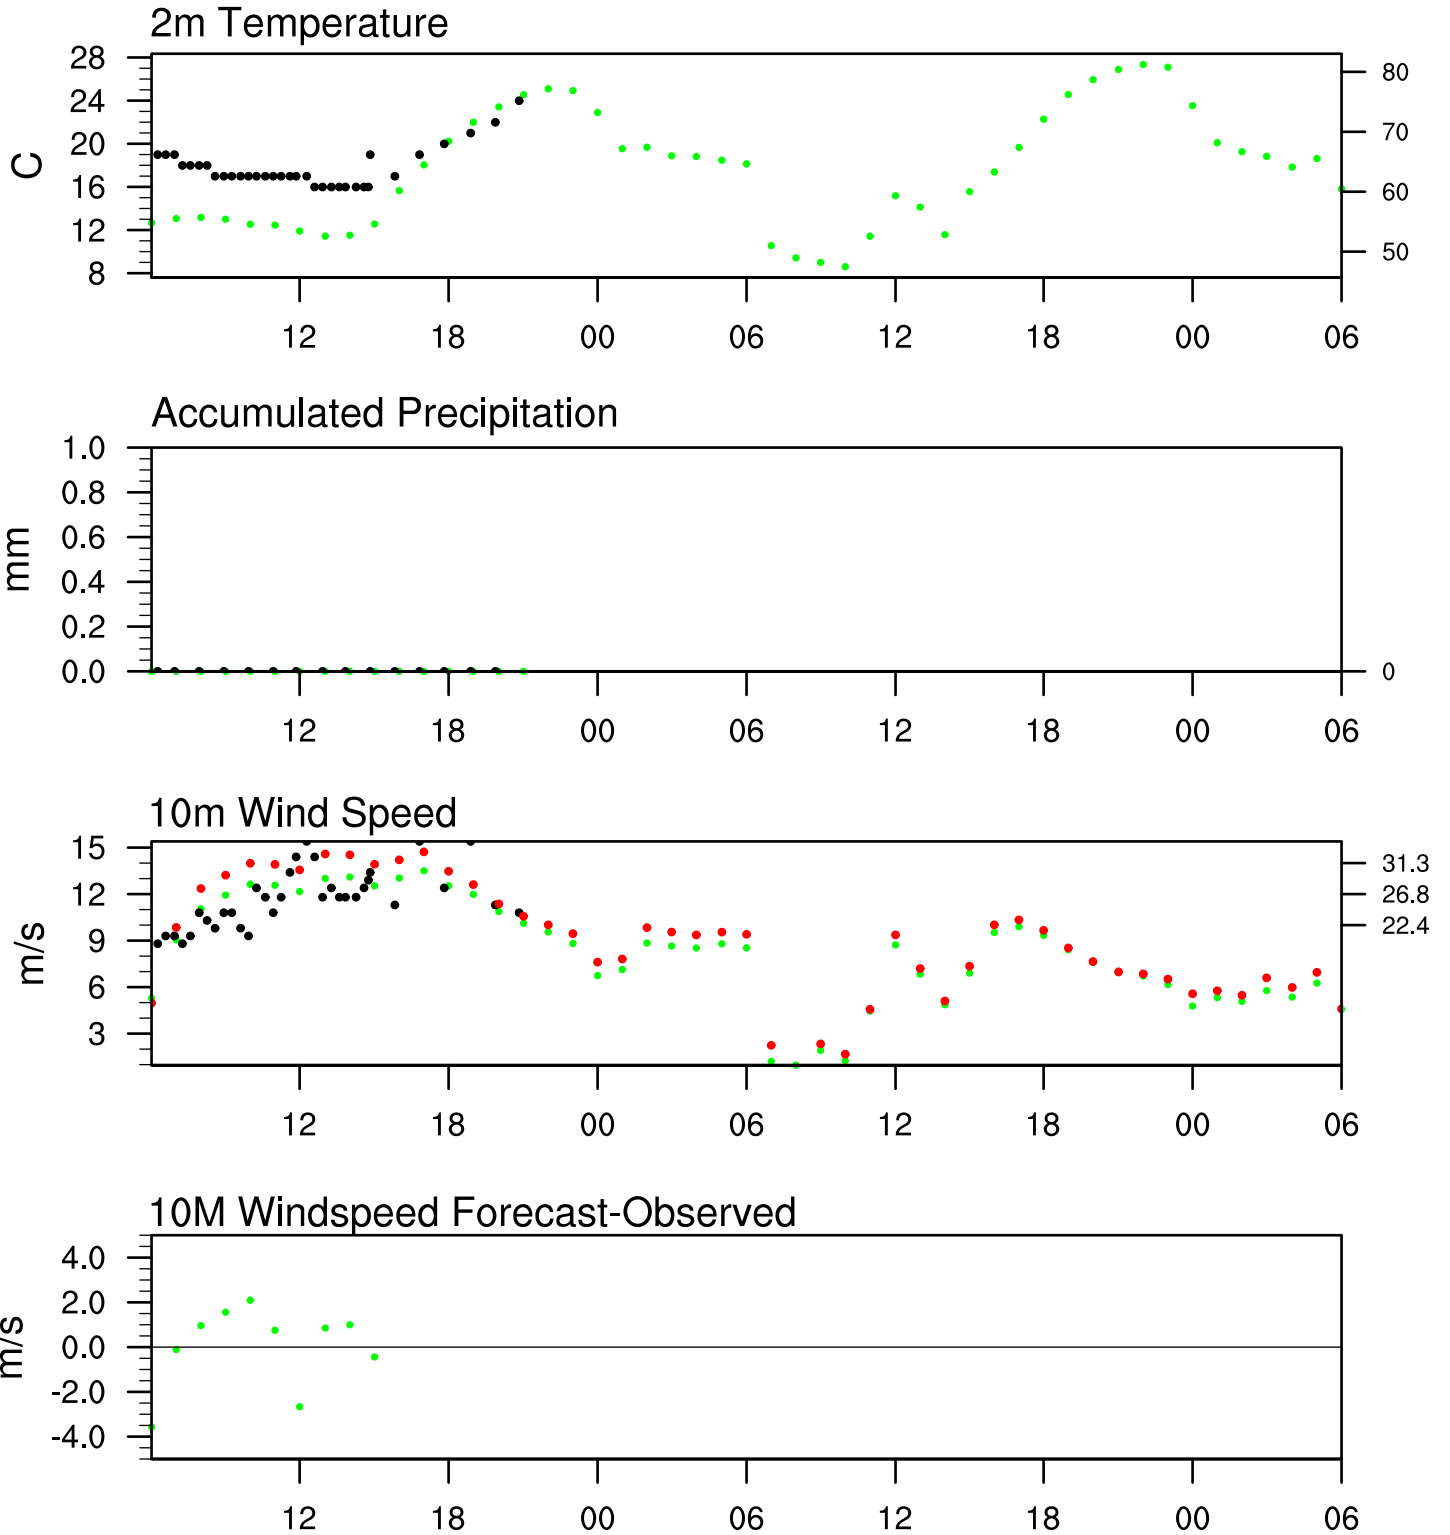 2m Temperature
28
24
20
16
12
8
C
80
70
60
50
12 18 00 06 12 18 00 06
Accumulated Precipitation
1.0
0.8
0.6
0.4
0.2
0.0
mm
0
12 18 00 06 12 18 00 06
10m Wind Speed
15
12
9
6
3
m/s
31.3
26.8
22.4
12 18 00 06 12 18 00 06
10M Windspeed Forecast-Observed
4.0
2.0
0.0
-2.0
-4.0
m/s
12 18 00 06 12 18 00 06